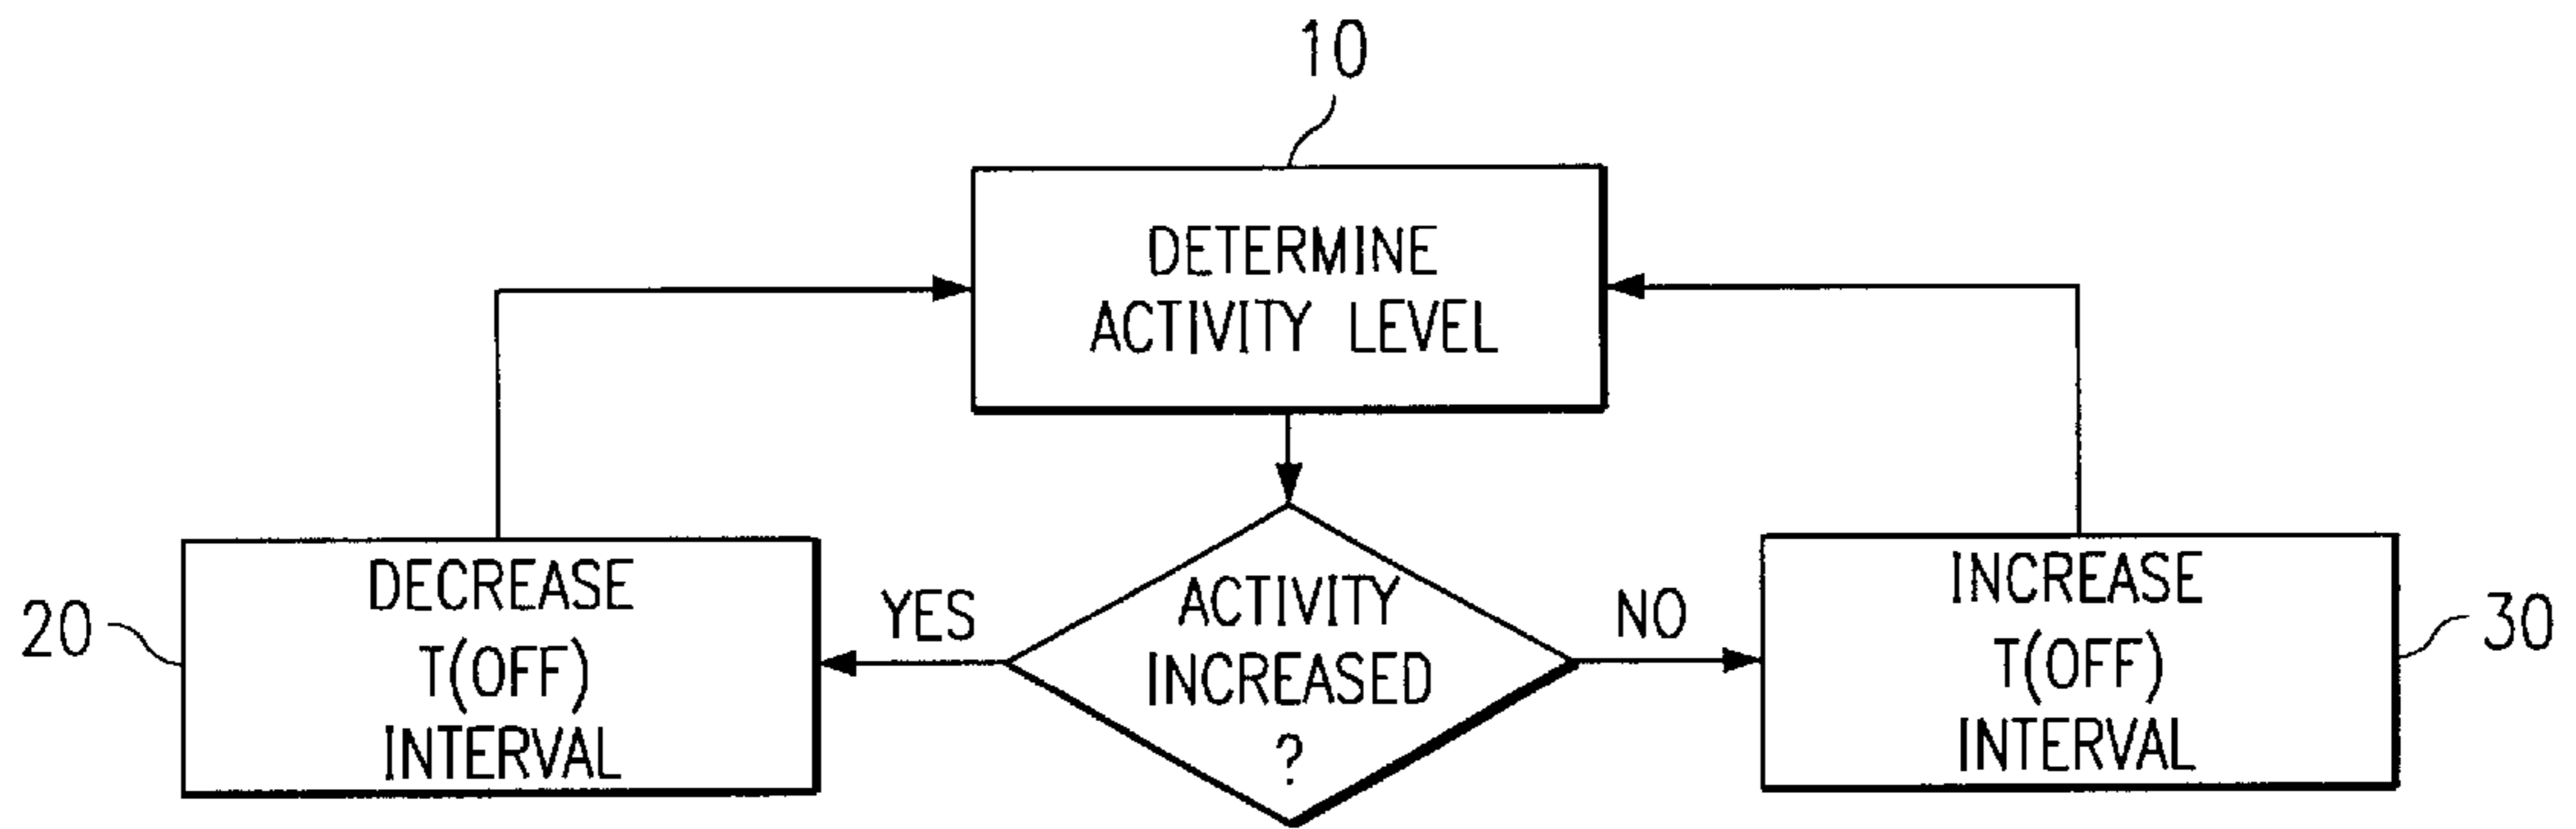 10
DETERMINE
ACTIVITY LEVEL
20
DECREASE
T(OFF)
INTERVAL
YES
ACTIVITY
INCREASED
?
NO
INCREASE
T(OFF)
INTERVAL
30